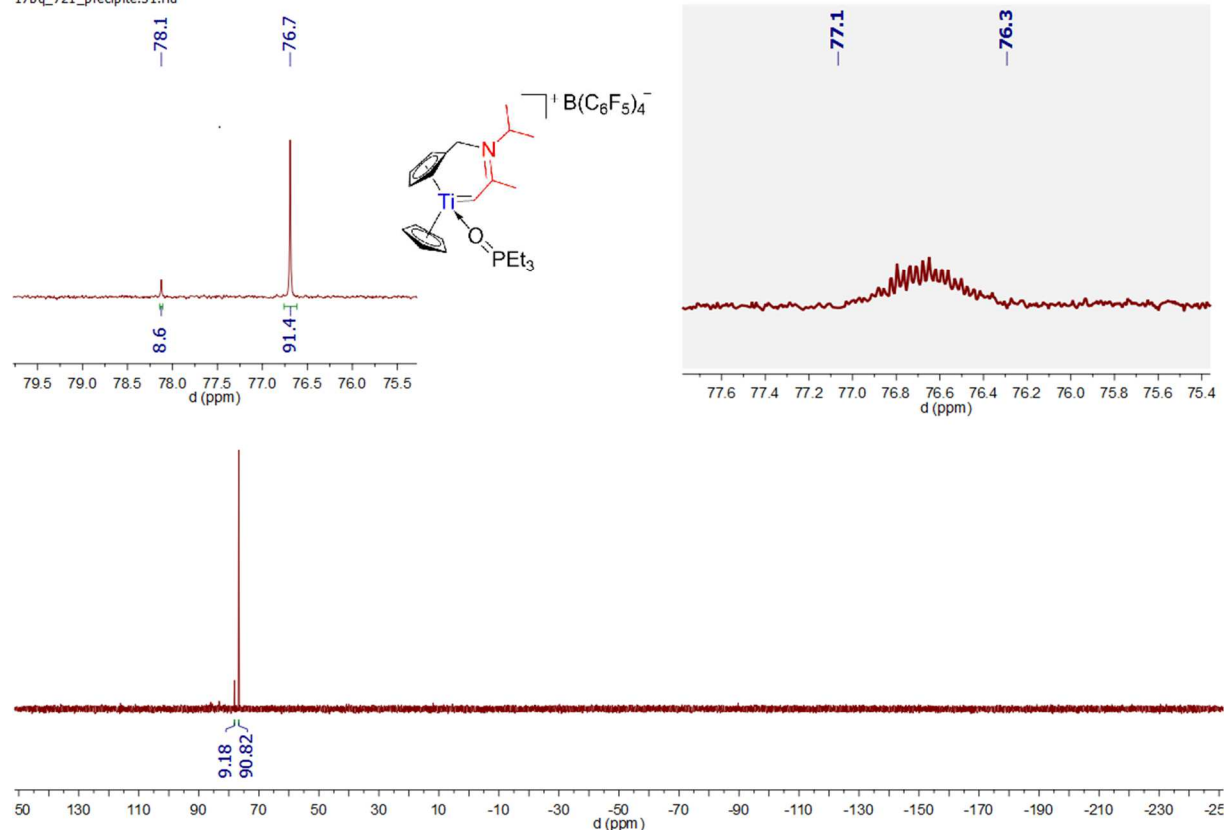 78.1
76.7
8.6
91.4
79.5 79.0 78.5 78.0 77.5 77.0 76.5 76.0 75.5
d (ppm)
+ B(C6F5)4−
N
Ti
O
PEt3
77.1
76.3
77.6 77.4 77.2 77.0 76.8 76.6 76.4 76.2 76.0 75.8 75.6 75.4
d (ppm)
9.18
90.82
50 130 110 90 70 50 30 10 -10 -30 -50 -70 -90 -110 -130 -150 -170 -190 -210 -230 -25
d (ppm)